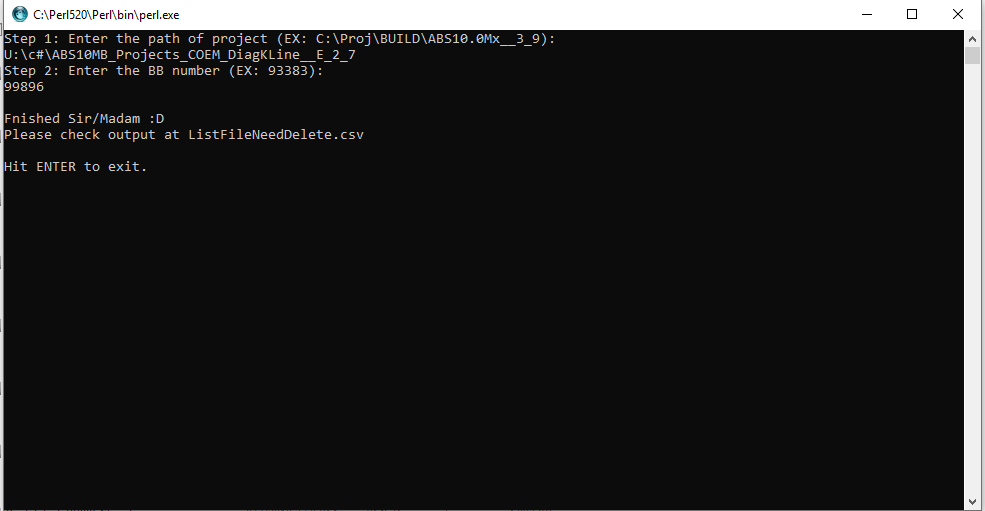 C:\Perl520\Perl\bin\perl.exe
Step 1: Enter the path of project (EX: C:\Proj\BUILD\ABS10.0Mx__3_9):
U:\c#\ABS10MB_Projects_COEM_DiagKLine__E_2_7
Step 2: Enter the BB number (EX: 93383):
99896
Fnished Sir/Madam :D
Please check output at ListFileNeedDelete.csv
Hit ENTER to exit.